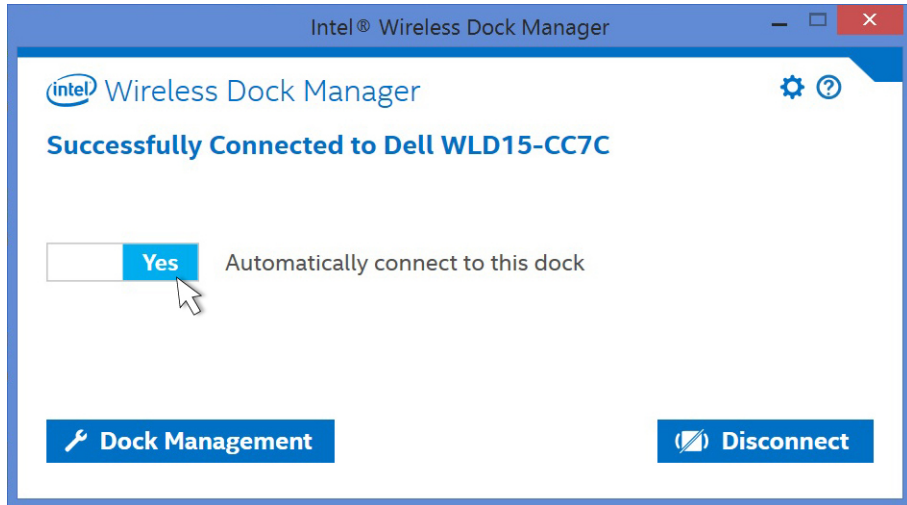 Intel® Wireless Dock Manager
intel Wireless Dock Manager
Successfully Connected to Dell WLD15-CC7C
Yes Automatically connect to this dock
Dock Management
Disconnect